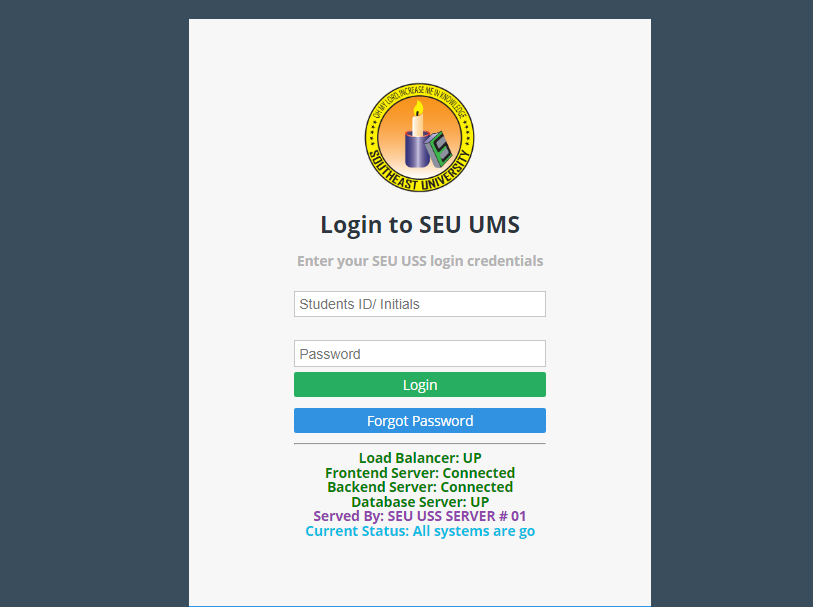 OH MY LORD, INCREASE ME IN KNOWLEDGE
SOUTHEAST UNIVERSITY
Login to SEU UMS
Enter your SEU USS login credentials
Students ID/ Initials
Password
Login
Forgot Password
Load Balancer: UP
Frontend Server: Connected
Backend Server: Connected
Database Server: UP
Served By: SEU USS SERVER # 01
Current Status: All systems are go